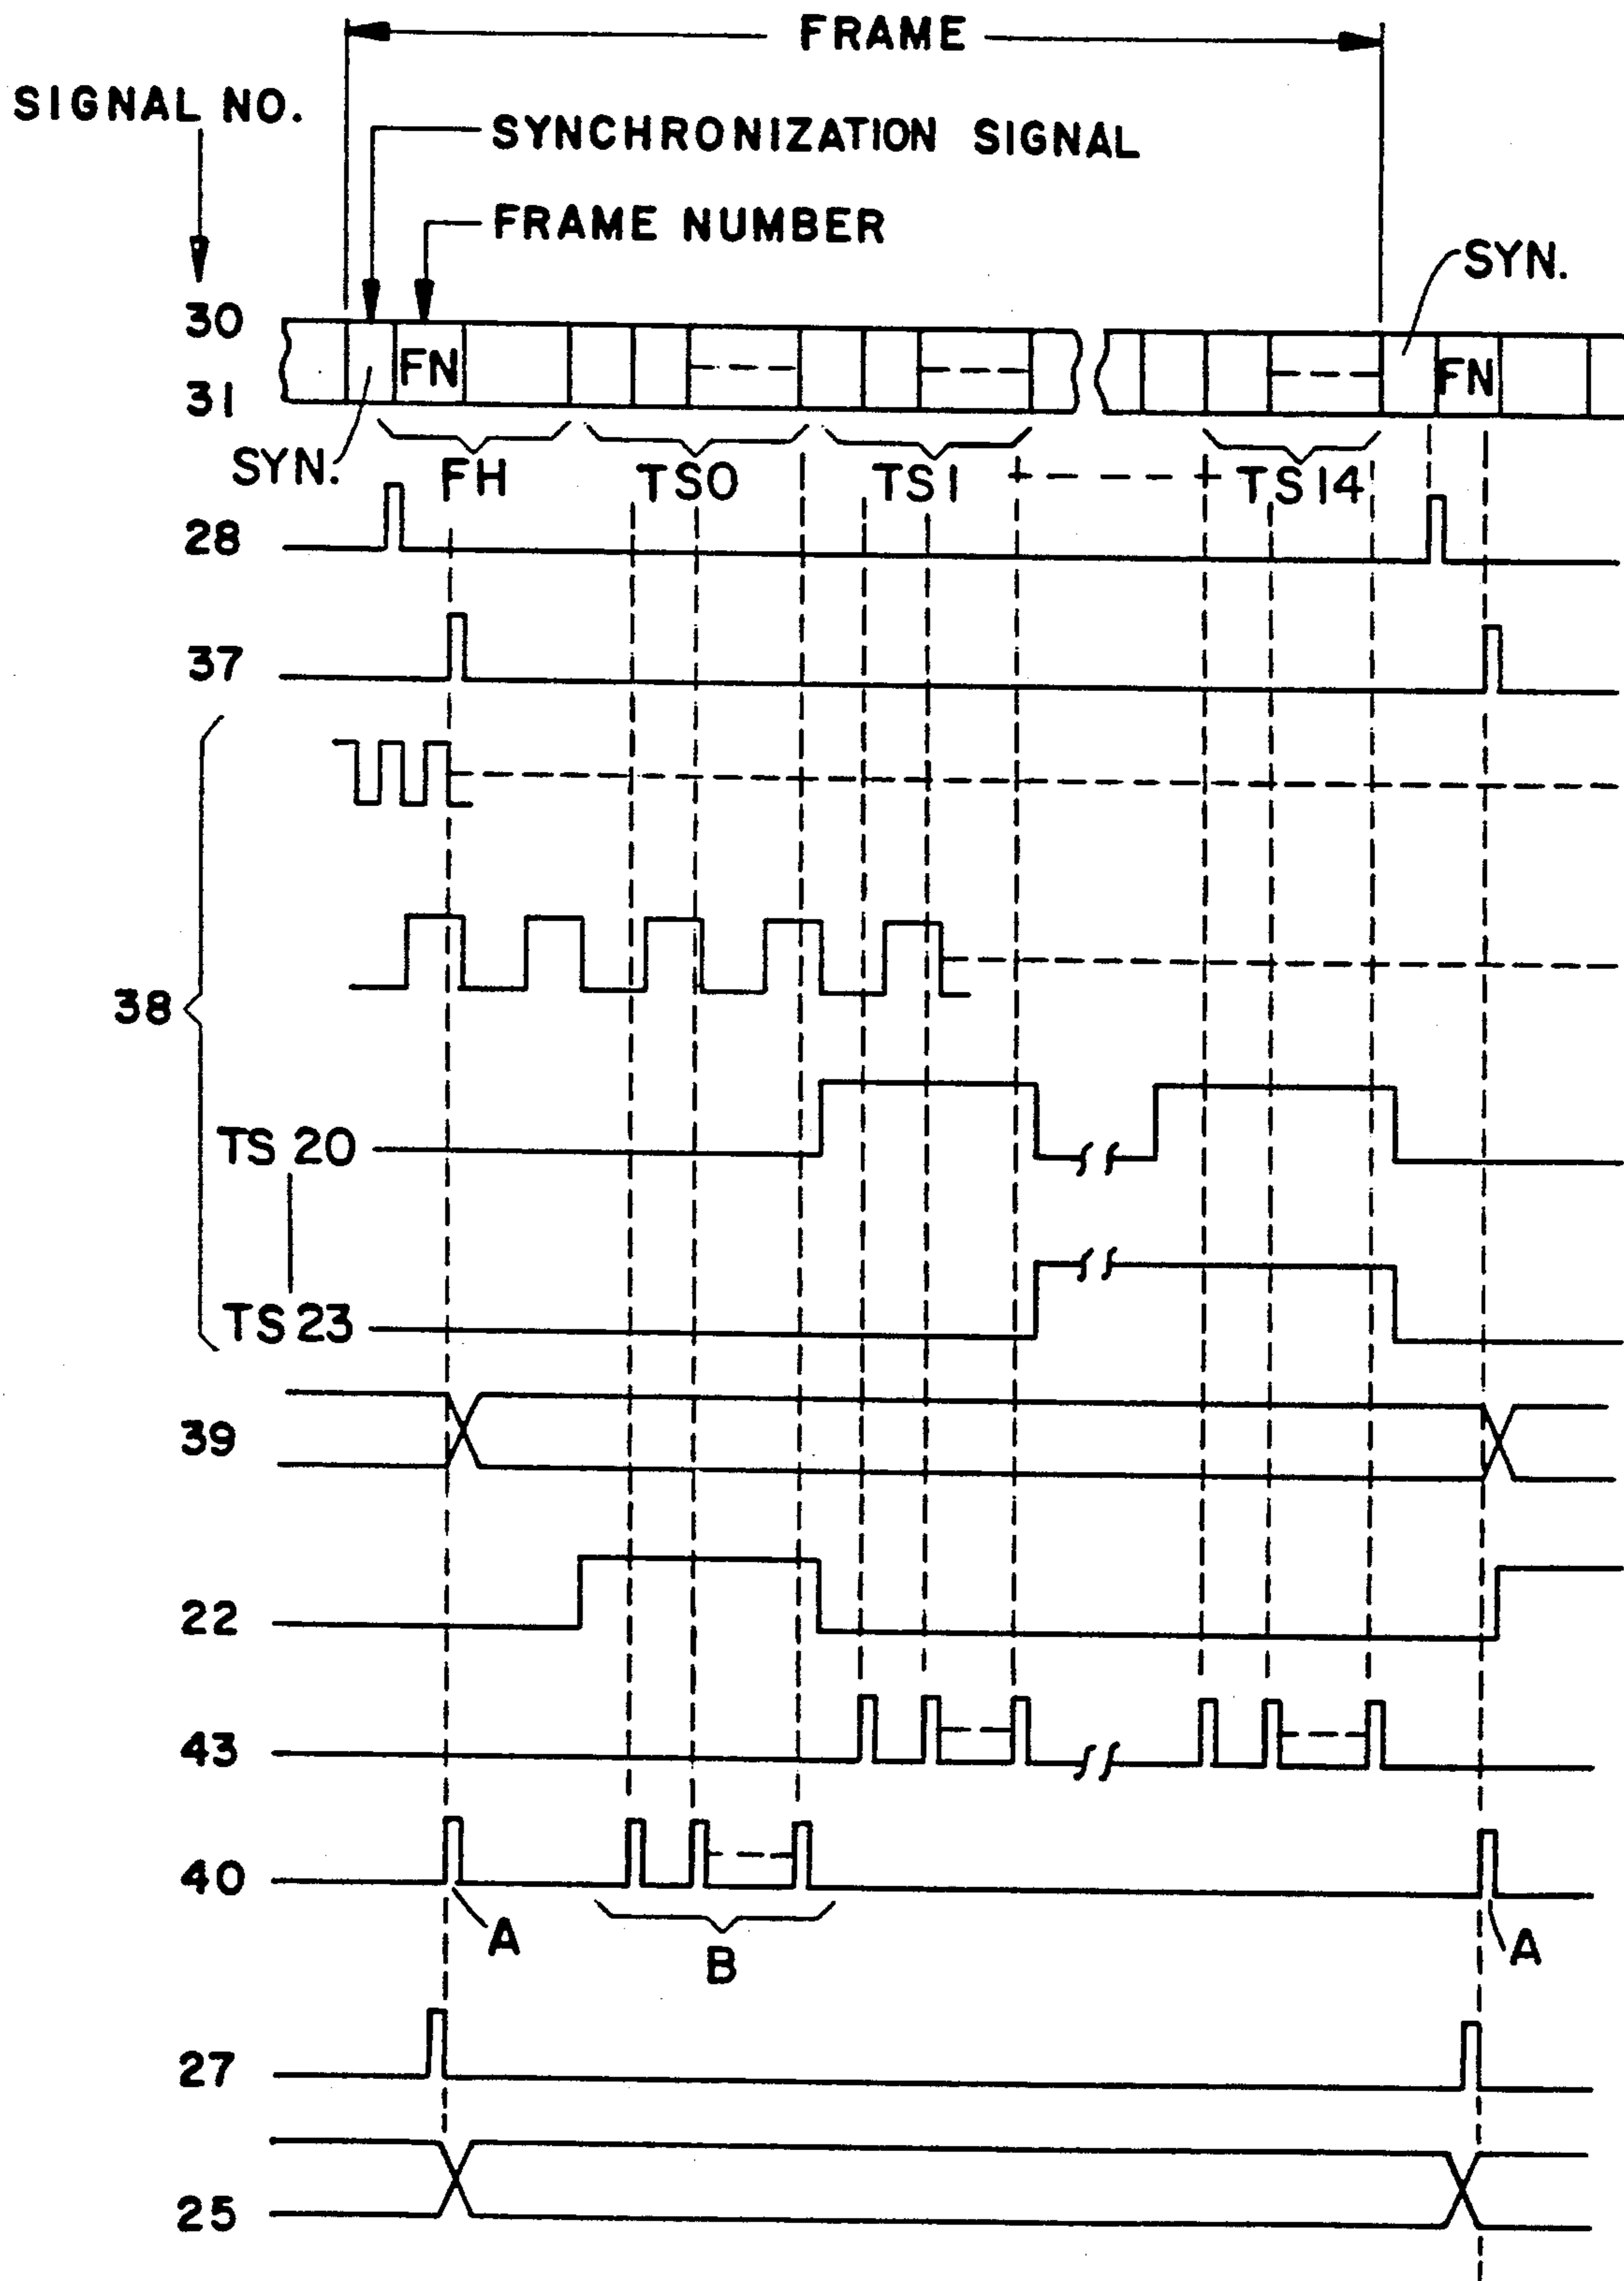 FRAME
SIGNAL NO.
SYNCHRONIZATION SIGNAL
FRAME NUMBER
SYN.
30
FN
FN
31
SYN.
FH
TS0
TS1
TS14
28
37
38
TS 20
TS 23
39
22
43
40
A
B
A
27
25